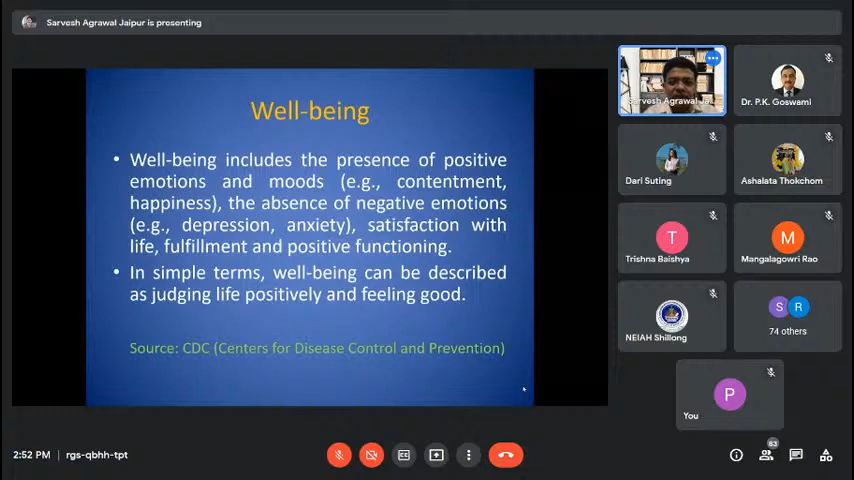 Sarvesh Agrawal Jaipur is presenting
Well-being
• Well-being includes the presence of positive
emotions and moods (e.g., contentment,
happiness), the absence of negative emotions
(e.g., depression, anxiety), satisfaction with
life, fulfillment and positive functioning.
• In simple terms, well-being can be described
as judging life positively and feeling good.
Source: CDC (Centers for Disease Control and Prevention)
Sarvesh Agrawal Jai...
Dr. P.K. Goswami
Dari Suting
Ashalata Thokchom
T
Trishna Baishya
M
Mangalagowri Rao
NEIAH Shillong
S R
74 others
P
You
2:52 PM | rgs-qbhh-tpt
83